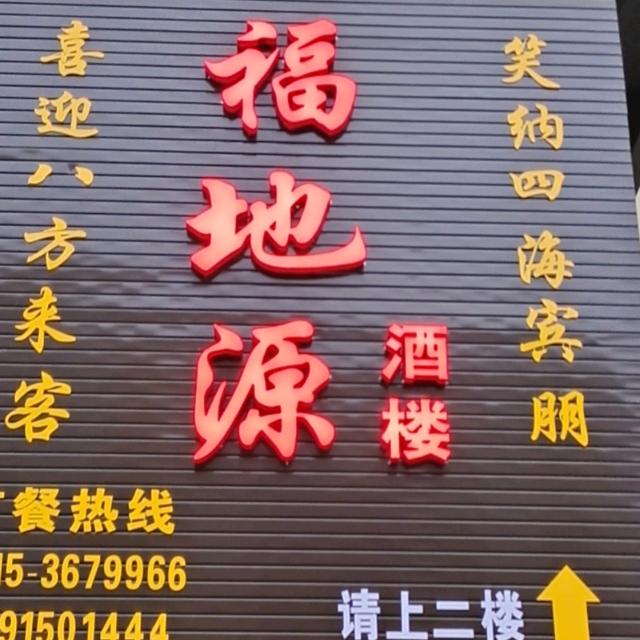 喜迎八方来客
福地源
酒楼
笑纳四海宾朋
餐热线
15-3679966
91501444
请上二楼